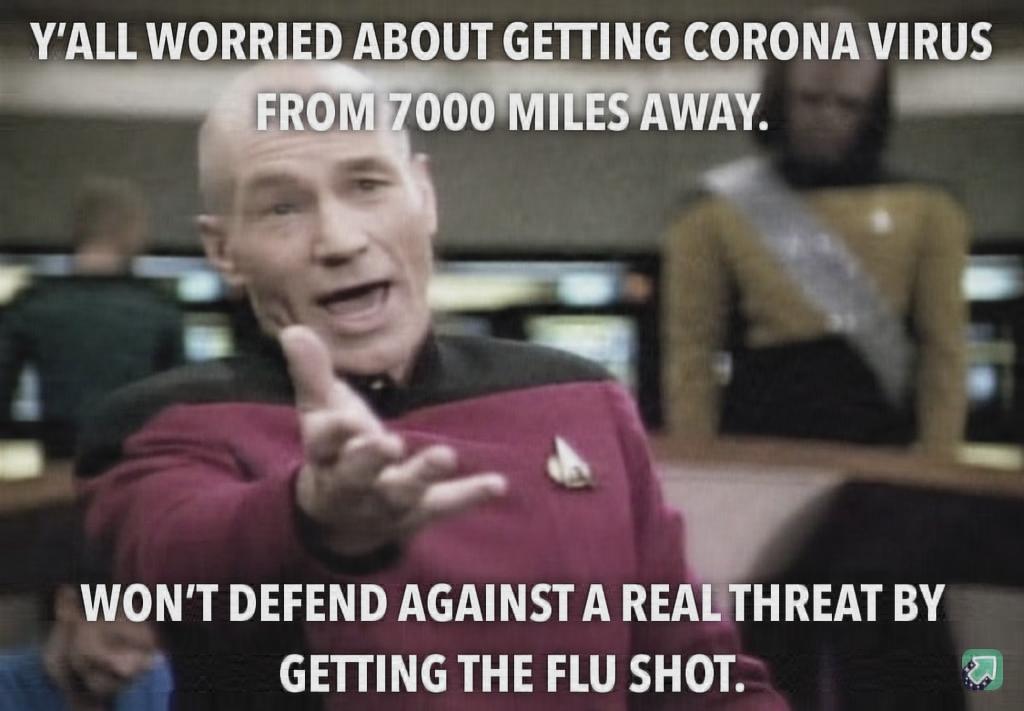 Y'ALL WORRIED ABOUT GETTING CORONA VIRUS
FROM 7000 MILES AWAY.
WON'T DEFEND AGAINST A REAL THREAT BY
GETTING THE FLU SHOT.